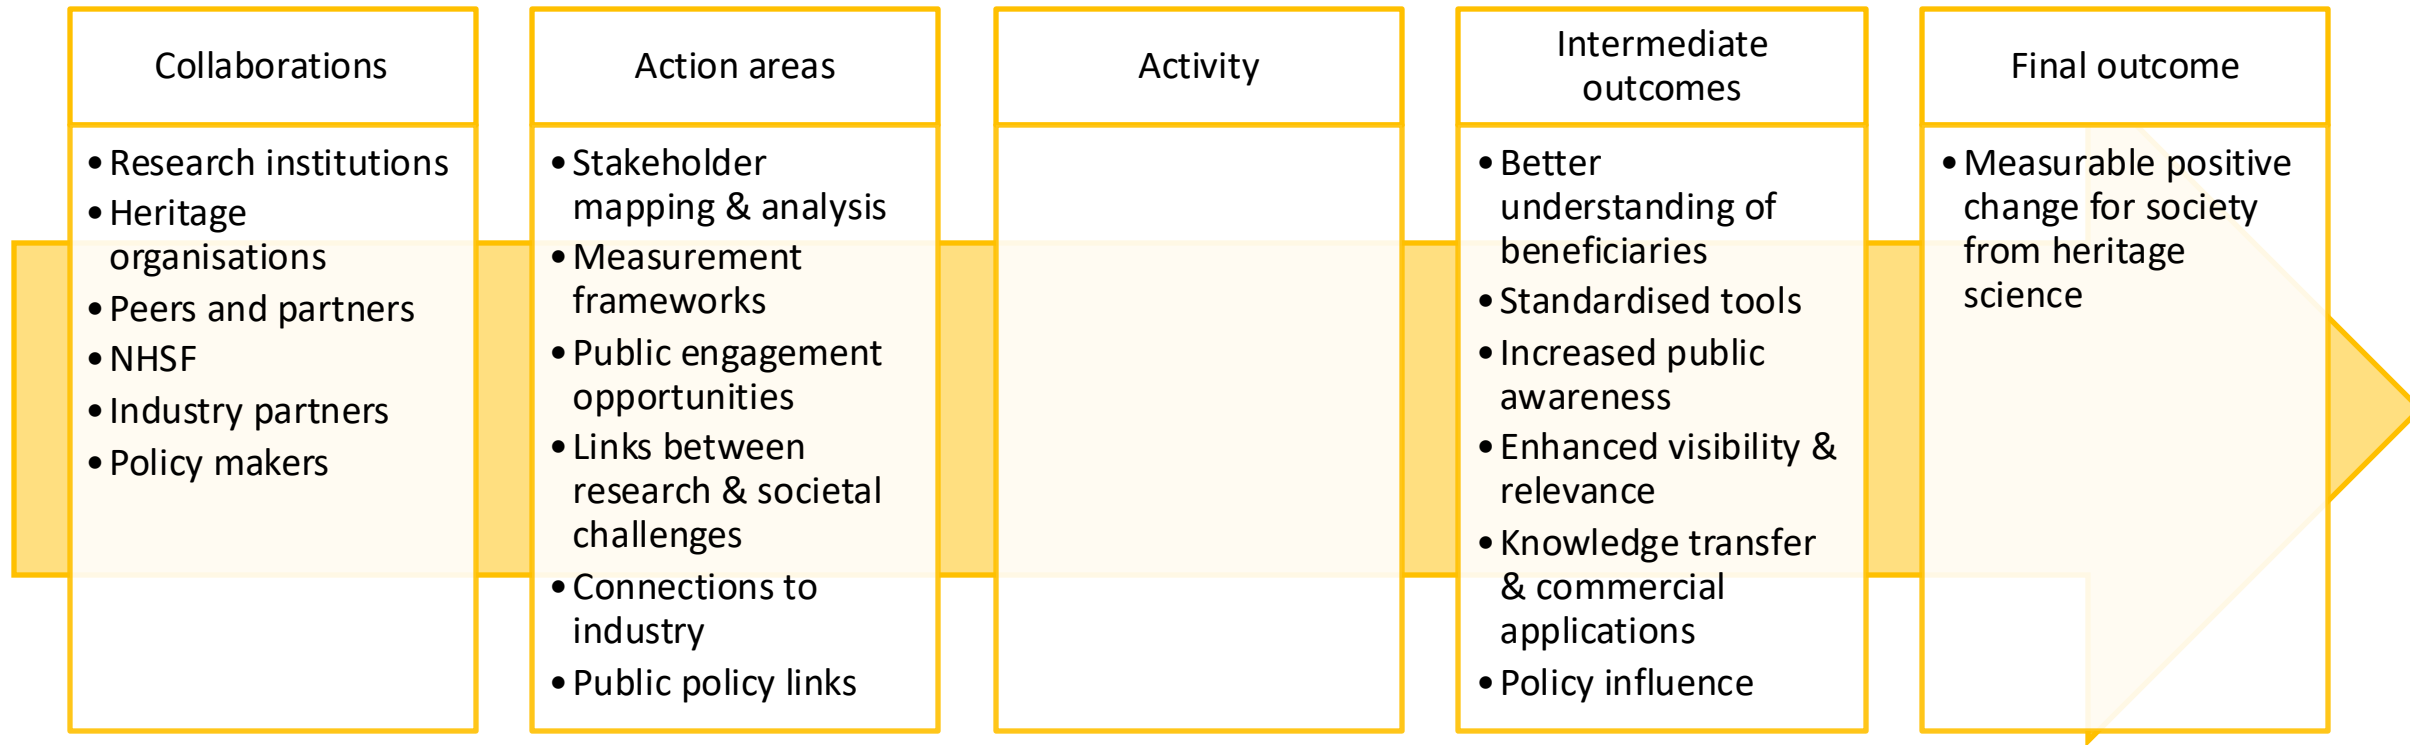 Collaborations
• Research institutions
• Heritage
organisations
• Peers and partners
• NHSF
• Industry partners
• Policy makers
Action areas
• Stakeholder
mapping & analysis
• Measurement
frameworks
• Public engagement
opportunities
• Links between
research & societal
challenges
• Connections to
industry
• Public policy links
Activity
Intermediate
outcomes
• Better
understanding of
beneficiaries
• Standardised tools
• Increased public
awareness
• Enhanced visibility &
relevance
• Knowledge transfer
& commercial
applications
• Policy influence
Final outcome
• Measurable positive
change for society
from heritage
science